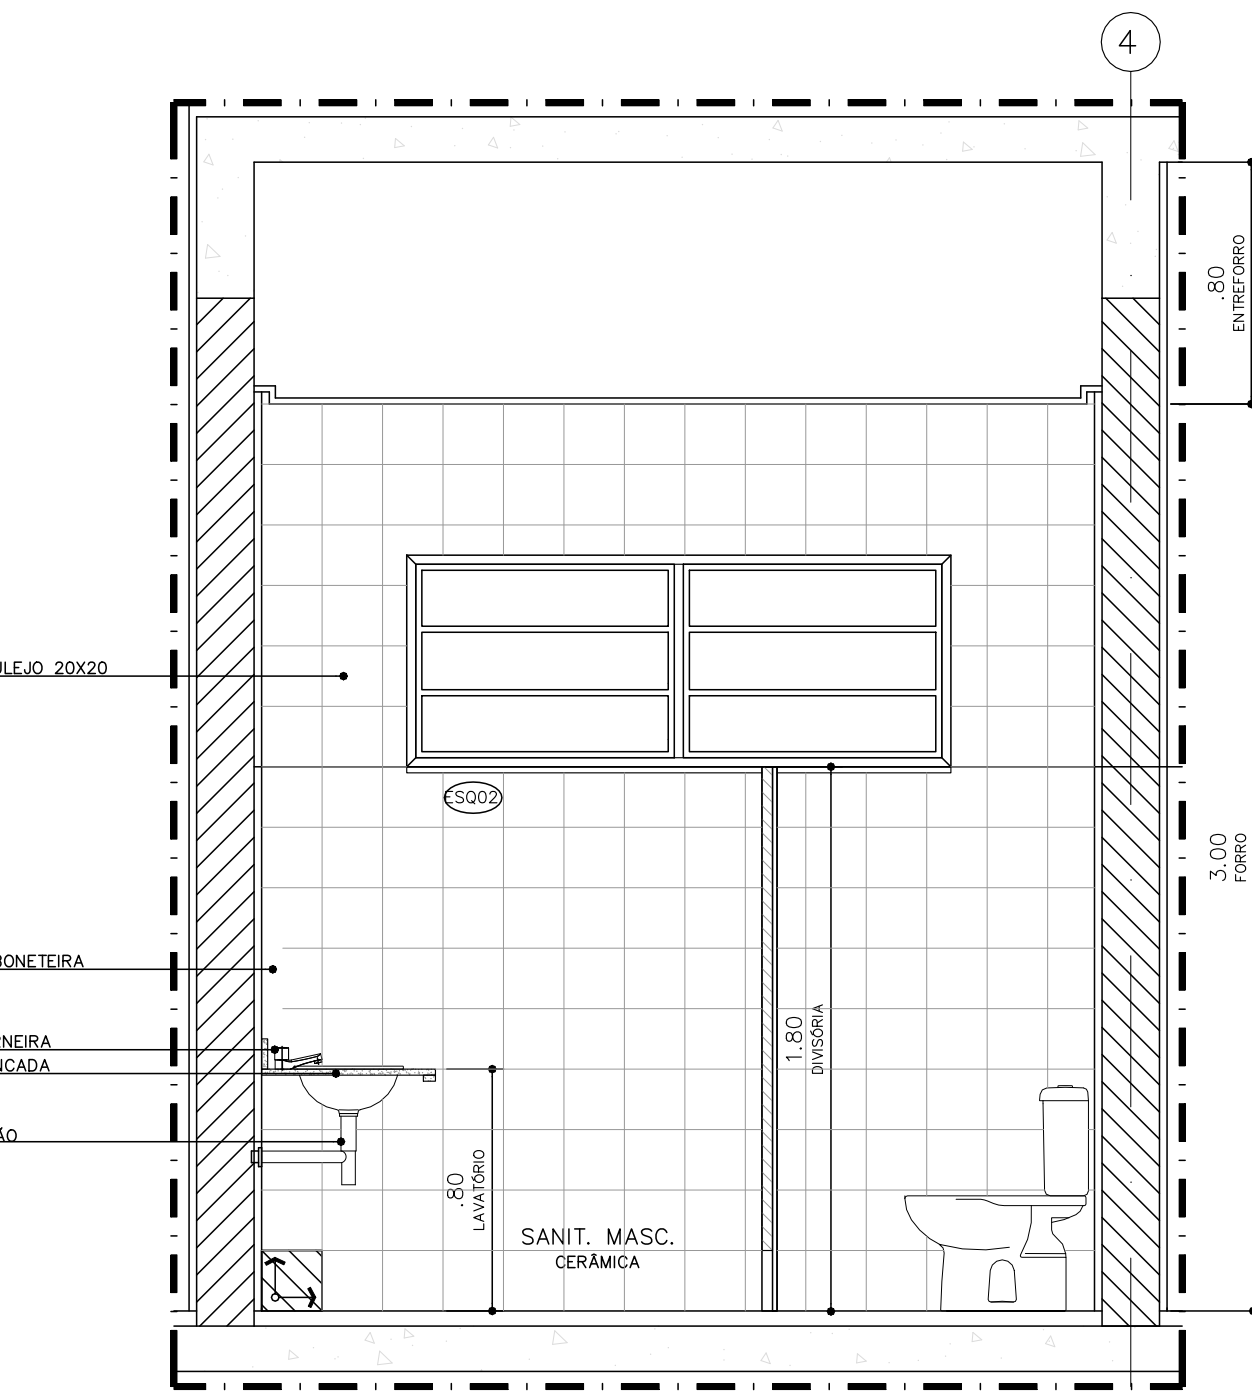 4
.80
ENTREFORRO
ULEJO 20X20
ESQ02
3.00
FORRO
BONETEIRA
RNEIRA
NCADA
1.80
DIVISÓRIA
ÃO
.80
LAVATÓRIO
SANIT. MASC.
CERÂMICA